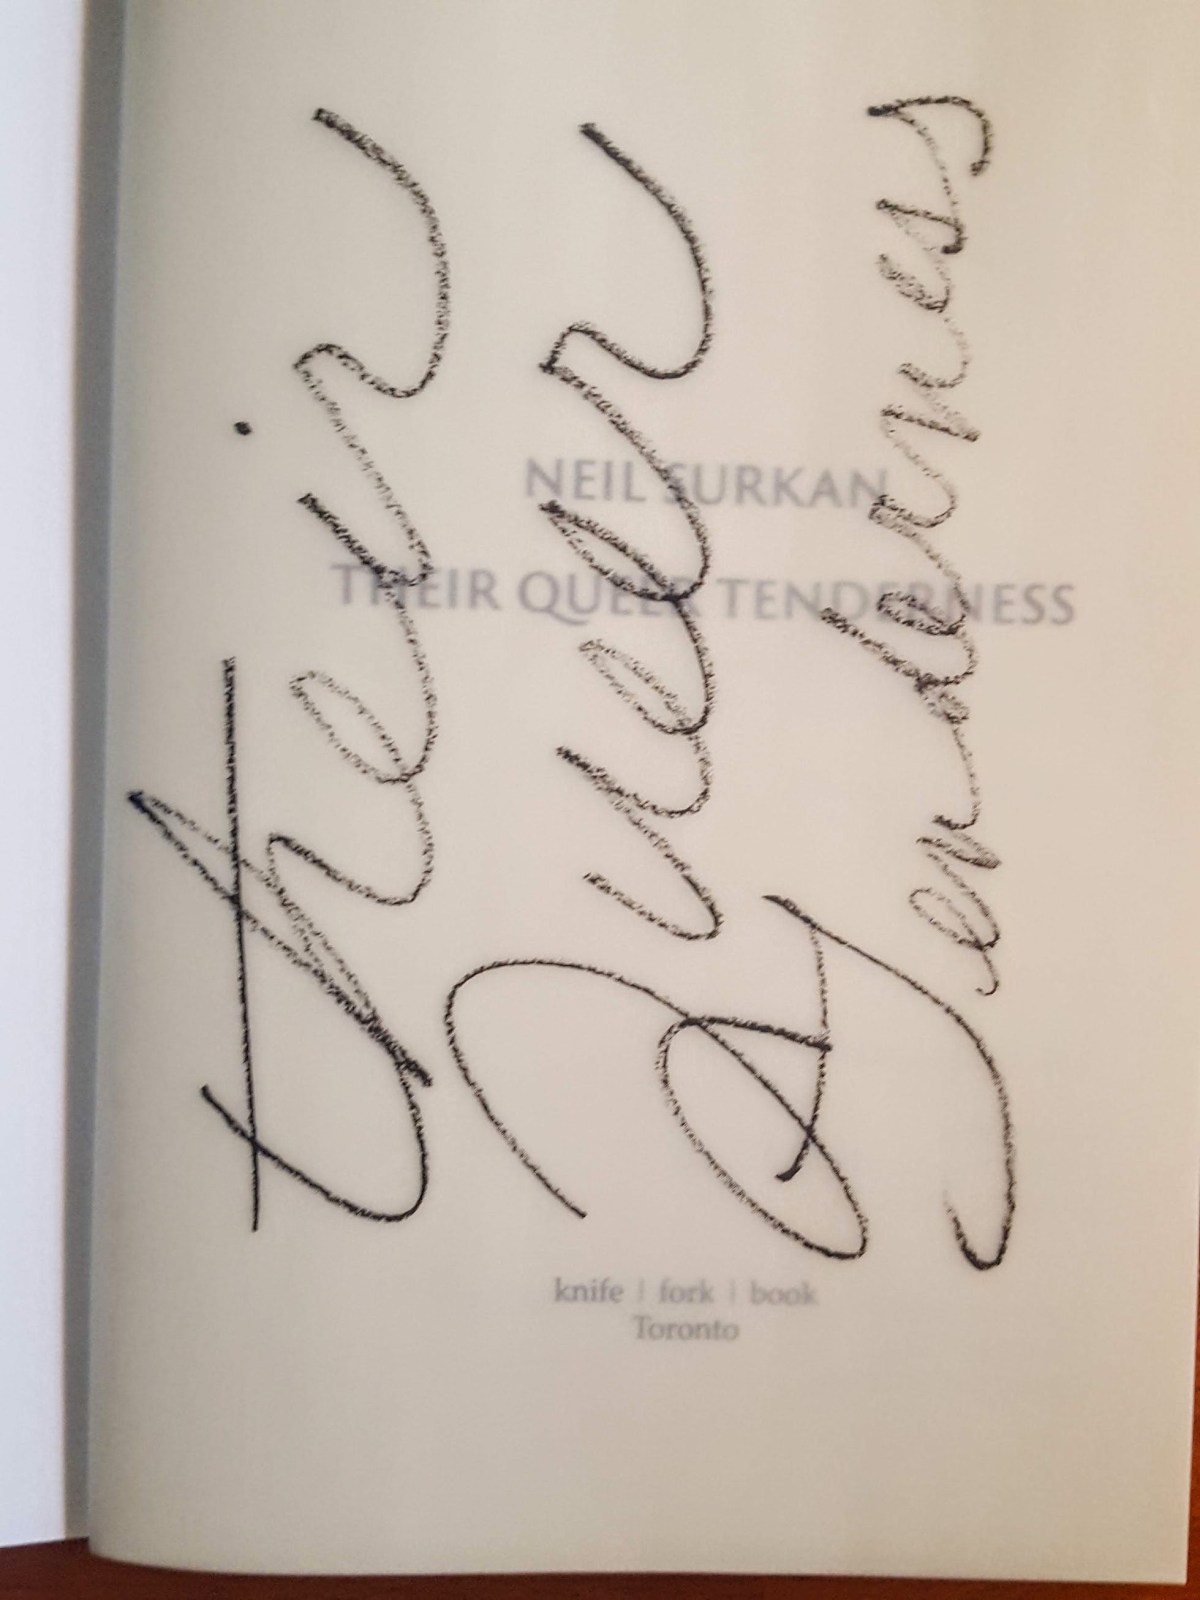 their
Queer
Tenderness
NEIL SURKAN
THEIR QUEER TENDERNESS
knife | fork | book
Toronto